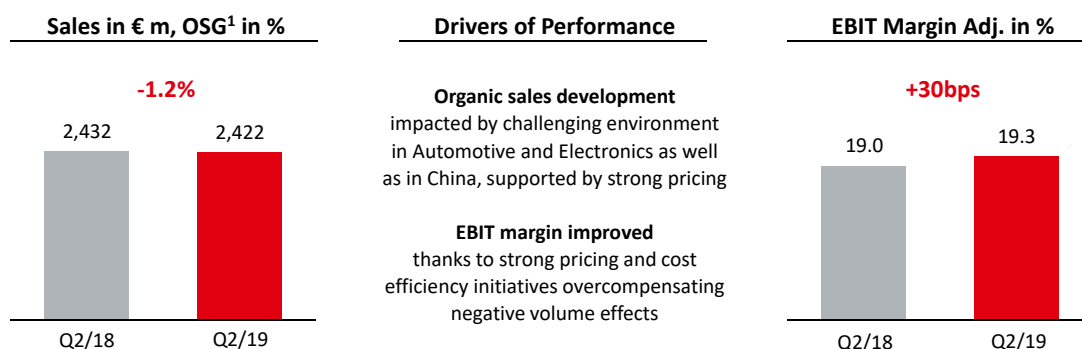 Sales in € m, OSG¹ in %
-1.2%
2,432
2,422
Q2/18
Q2/19
Drivers of Performance
Organic sales development
impacted by challenging environment
in Automotive and Electronics as well
as in China, supported by strong pricing
EBIT margin improved
thanks to strong pricing and cost
efficiency initiatives overcompensating
negative volume effects
EBIT Margin Adj. in %
+30bps
19.0
19.3
Q2/18
Q2/19